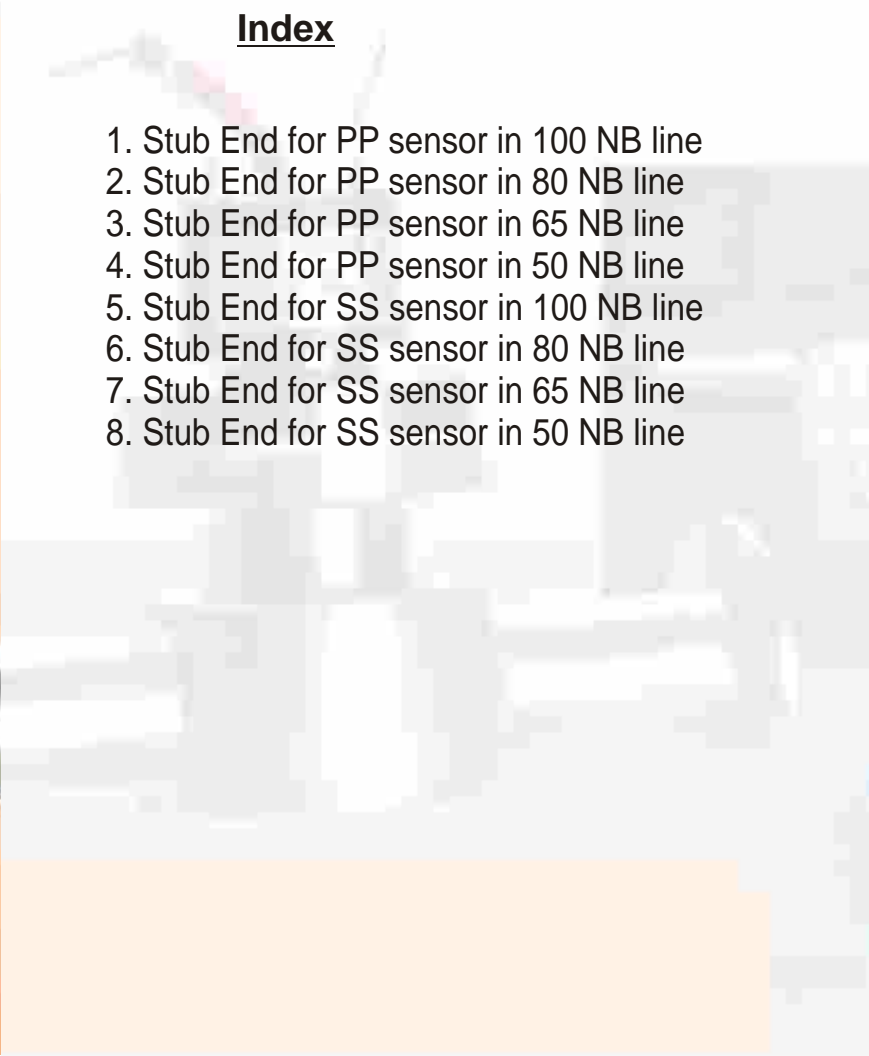 Index
1. Stub End for PP sensor in 100 NB line
2. Stub End for PP sensor in 80 NB line
3. Stub End for PP sensor in 65 NB line
4. Stub End for PP sensor in 50 NB line
5. Stub End for SS sensor in 100 NB line
6. Stub End for SS sensor in 80 NB line
7. Stub End for SS sensor in 65 NB line
8. Stub End for SS sensor in 50 NB line